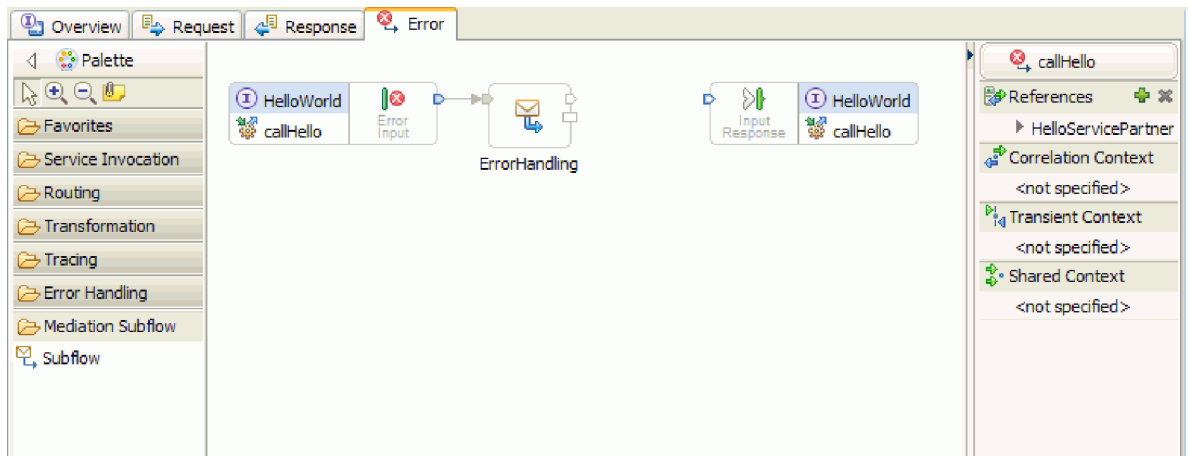 Overview Request Response Error
Palette
Favorites
Service Invocation
Routing
Transformation
Tracing
Error Handling
Mediation Subflow
Subflow
HelloWorld
callHello
Error
Input
ErrorHandling
Input
Response
HelloWorld
callHello
callHello
References
HelloServicePartner
Correlation Context
<not specified>
Transient Context
<not specified>
Shared Context
<not specified>